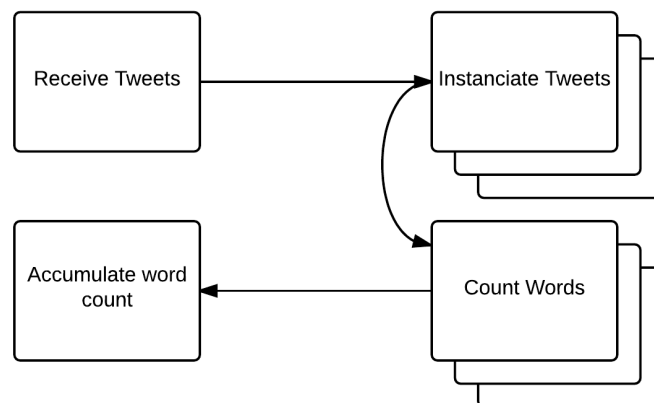 Receive Tweets
Instanciate Tweets
Accumulate word
count
Count Words